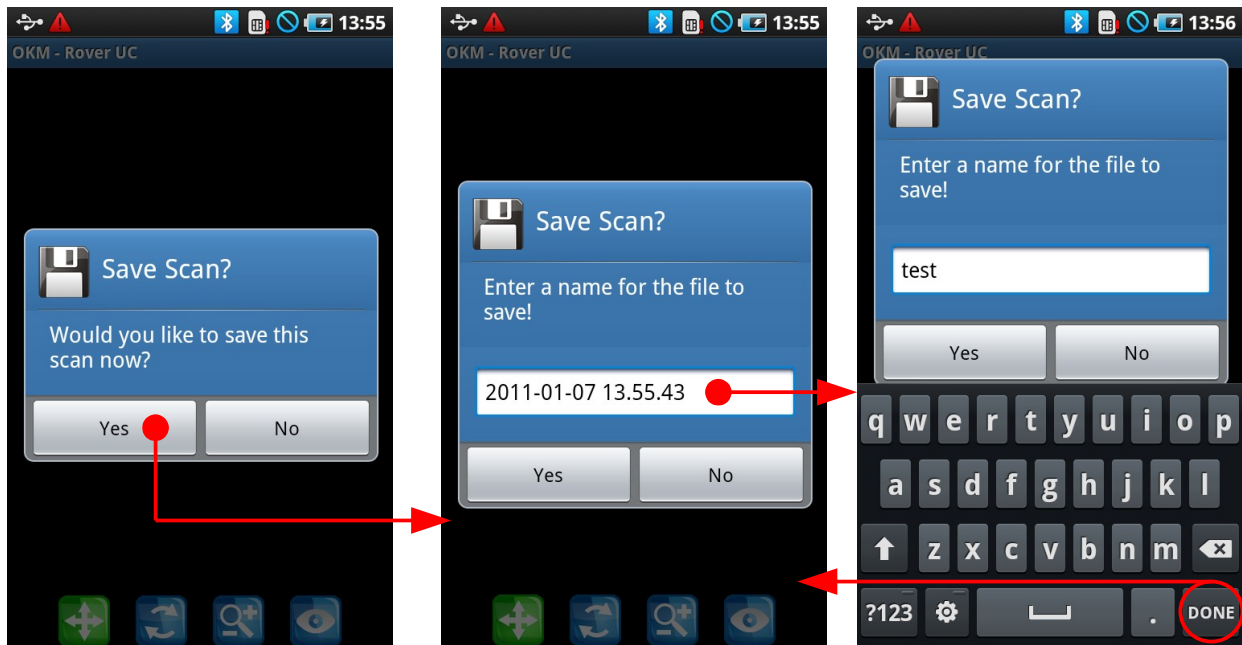 13:55
OKM - Rover UC
Save Scan?
Would you like to save this
scan now?
Yes
No
13:55
OKM - Rover UC
Save Scan?
Enter a name for the file to
save!
2011-01-07 13.55.43
Yes
No
13:56
OKM - Rover UC
Save Scan?
Enter a name for the file to
save!
test
Yes
No
q w e r t y u i o p
a s d f g h j k l
z x c v b n m
?123 . DONE